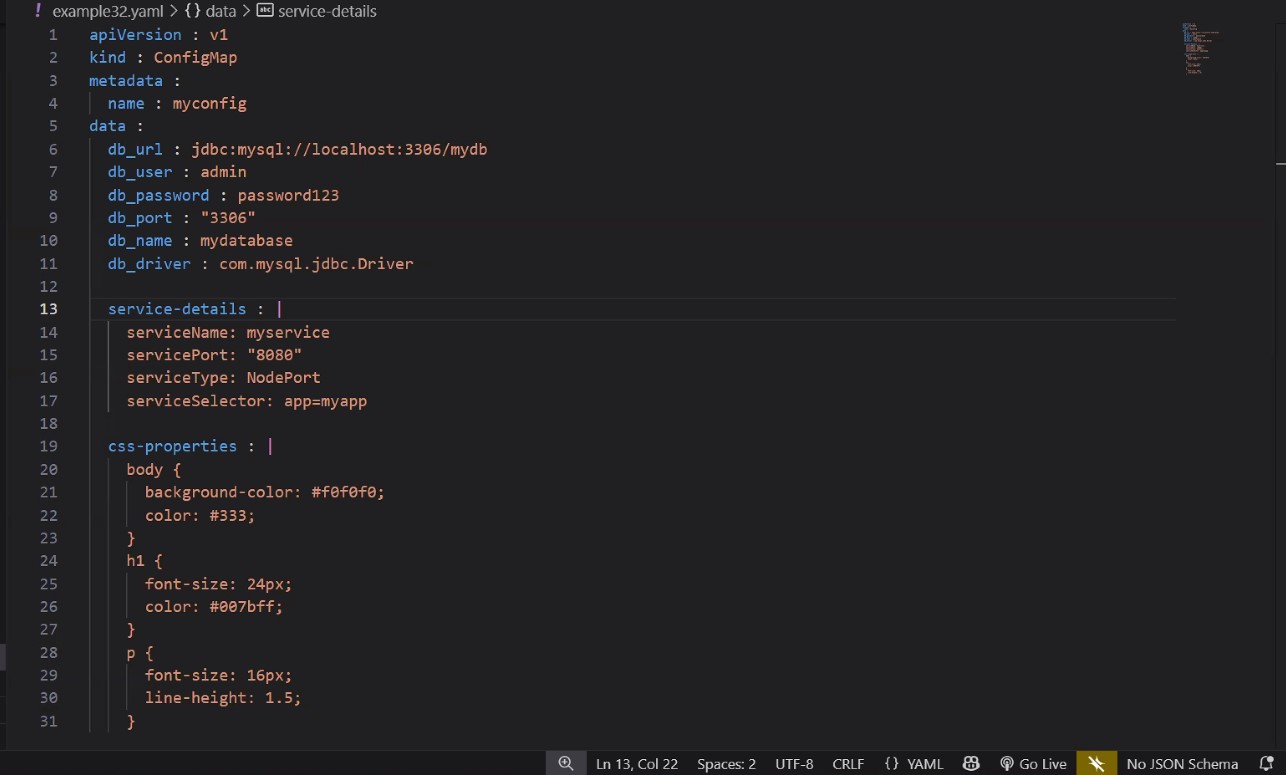 ! example32.yaml > {} data > abc service-details
1 apiVersion : v1
2 kind : ConfigMap
3 metadata :
4   name : myconfig
5 data :
6   db_url : jdbc:mysql://localhost:3306/mydb
7   db_user : admin
8   db_password : password123
9   db_port : "3306"
10   db_name : mydatabase
11   db_driver : com.mysql.jdbc.Driver
12
13   service-details : |
14     serviceName: myservice
15     servicePort: "8080"
16     serviceType: NodePort
17     serviceSelector: app=myapp
18
19   css-properties : |
20     body {
21       background-color: #f0f0f0;
22       color: #333;
23     }
24     h1 {
25       font-size: 24px;
26       color: #007bff;
27     }
28     p {
29       font-size: 16px;
30       line-height: 1.5;
31     }
Ln 13, Col 22 Spaces: 2 UTF-8 CRLF {} YAML Go Live No JSON Schema